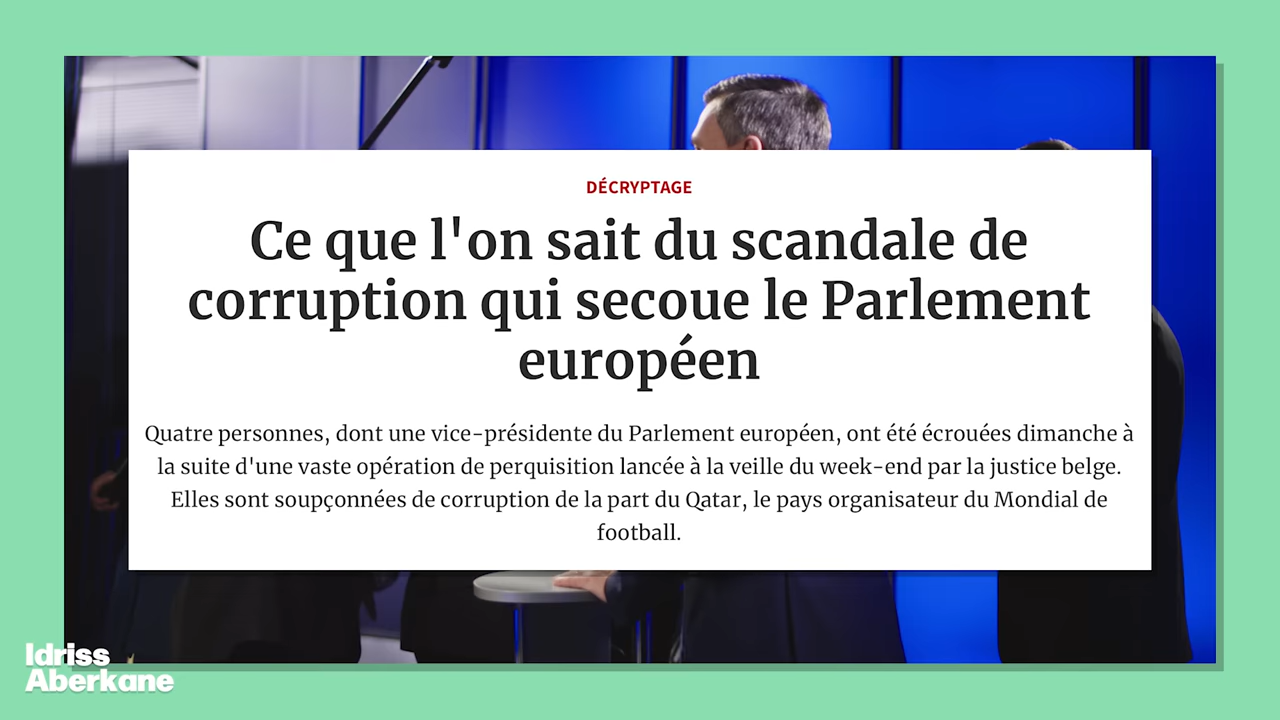 DÉCRYPTAGE
Ce que l'on sait du scandale de
corruption qui secoue le Parlement
européen
Quatre personnes, dont une vice-présidente du Parlement européen, ont été écrouées dimanche à
la suite d'une vaste opération de perquisition lancée à la veille du week-end par la justice belge.
Elles sont soupçonnées de corruption de la part du Qatar, le pays organisateur du Mondial de
football.
Idriss
Aberkane